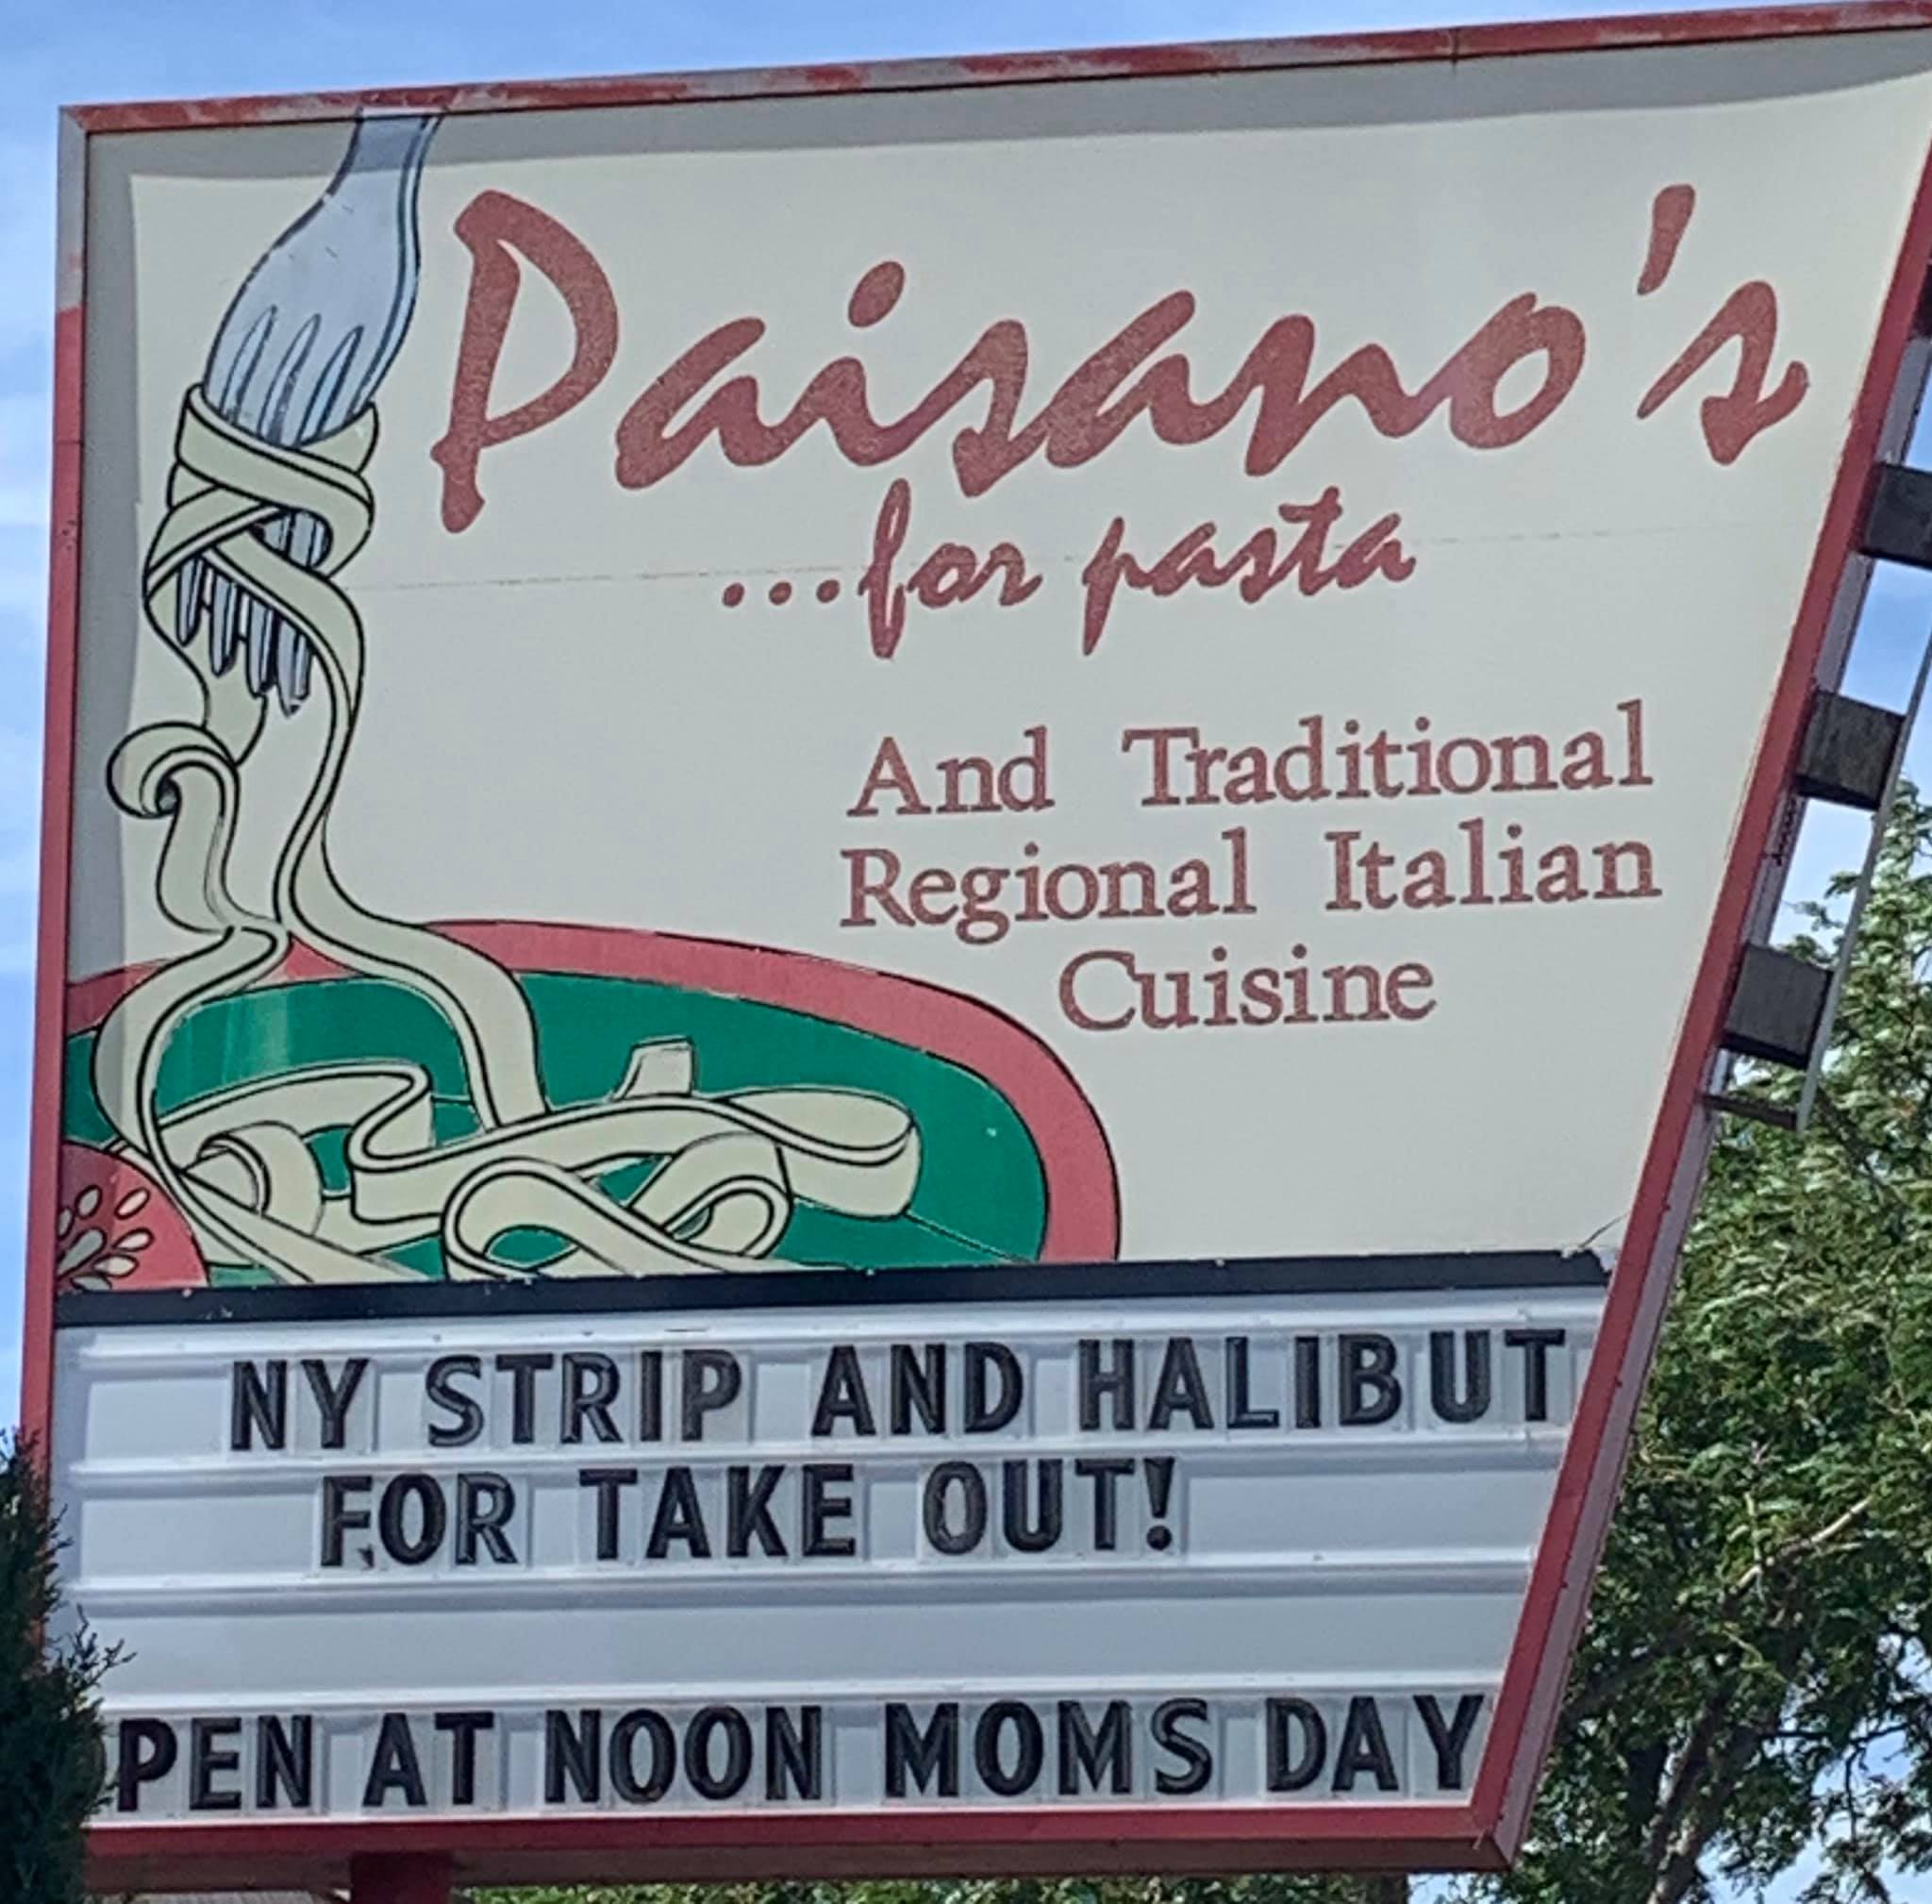 Paisano's
...for pasta
And Traditional
Regional Italian
Cuisine
NY STRIP AND HALIBUT
FOR TAKE OUT!
PEN AT NOON MOMS DAY